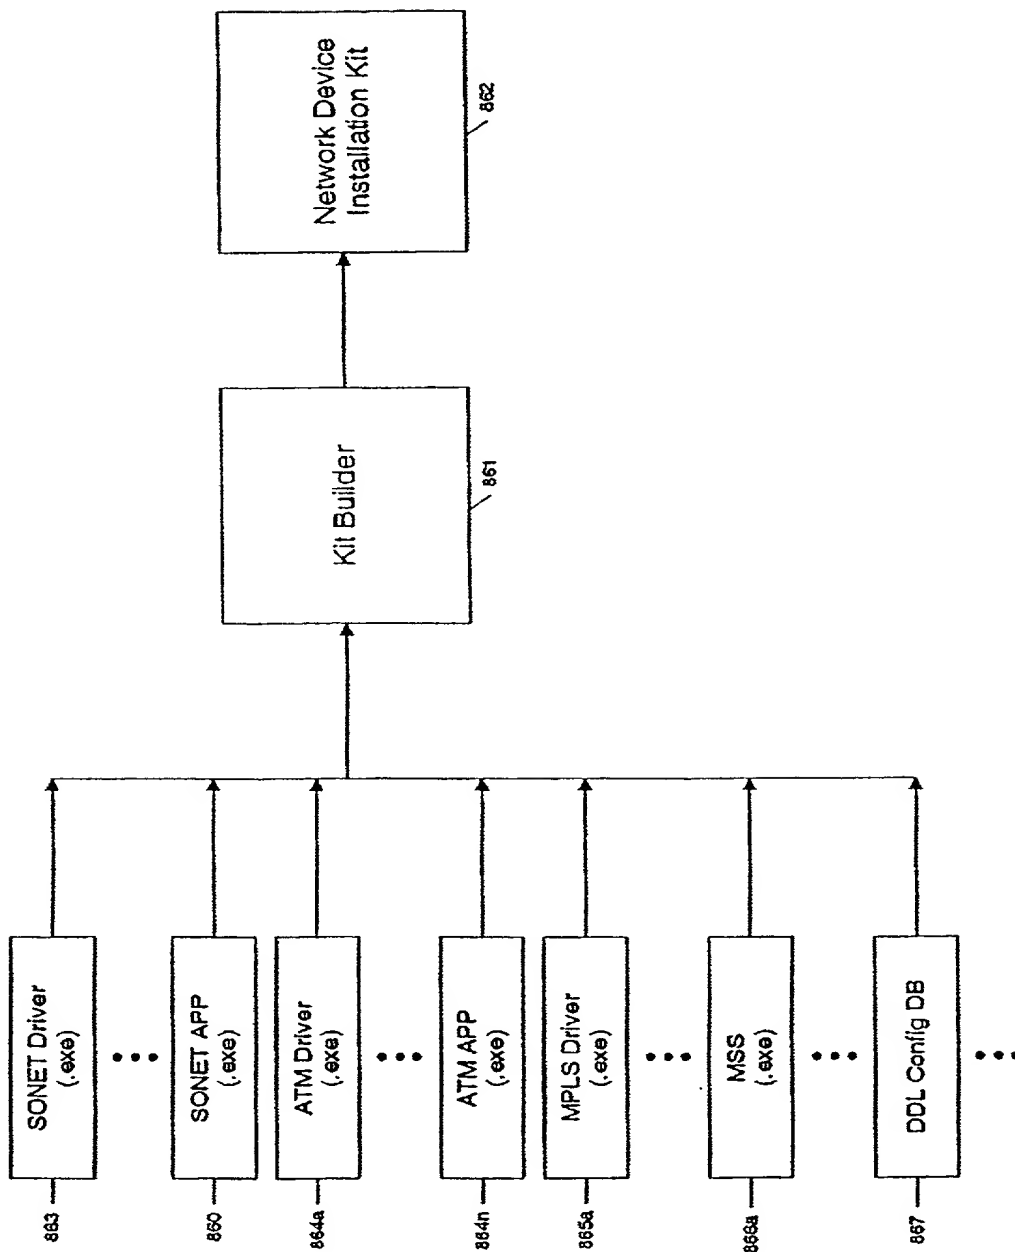 863
SONET Driver
(.exe)
860
SONET APP
(.exe)
864a
ATM Driver
(.exe)
864n
ATM APP
(.exe)
865a
MPLS Driver
(.exe)
866a
MSS
(.exe)
867
DDL Config DB
Kit Builder
861
Network Device
Installation Kit
862